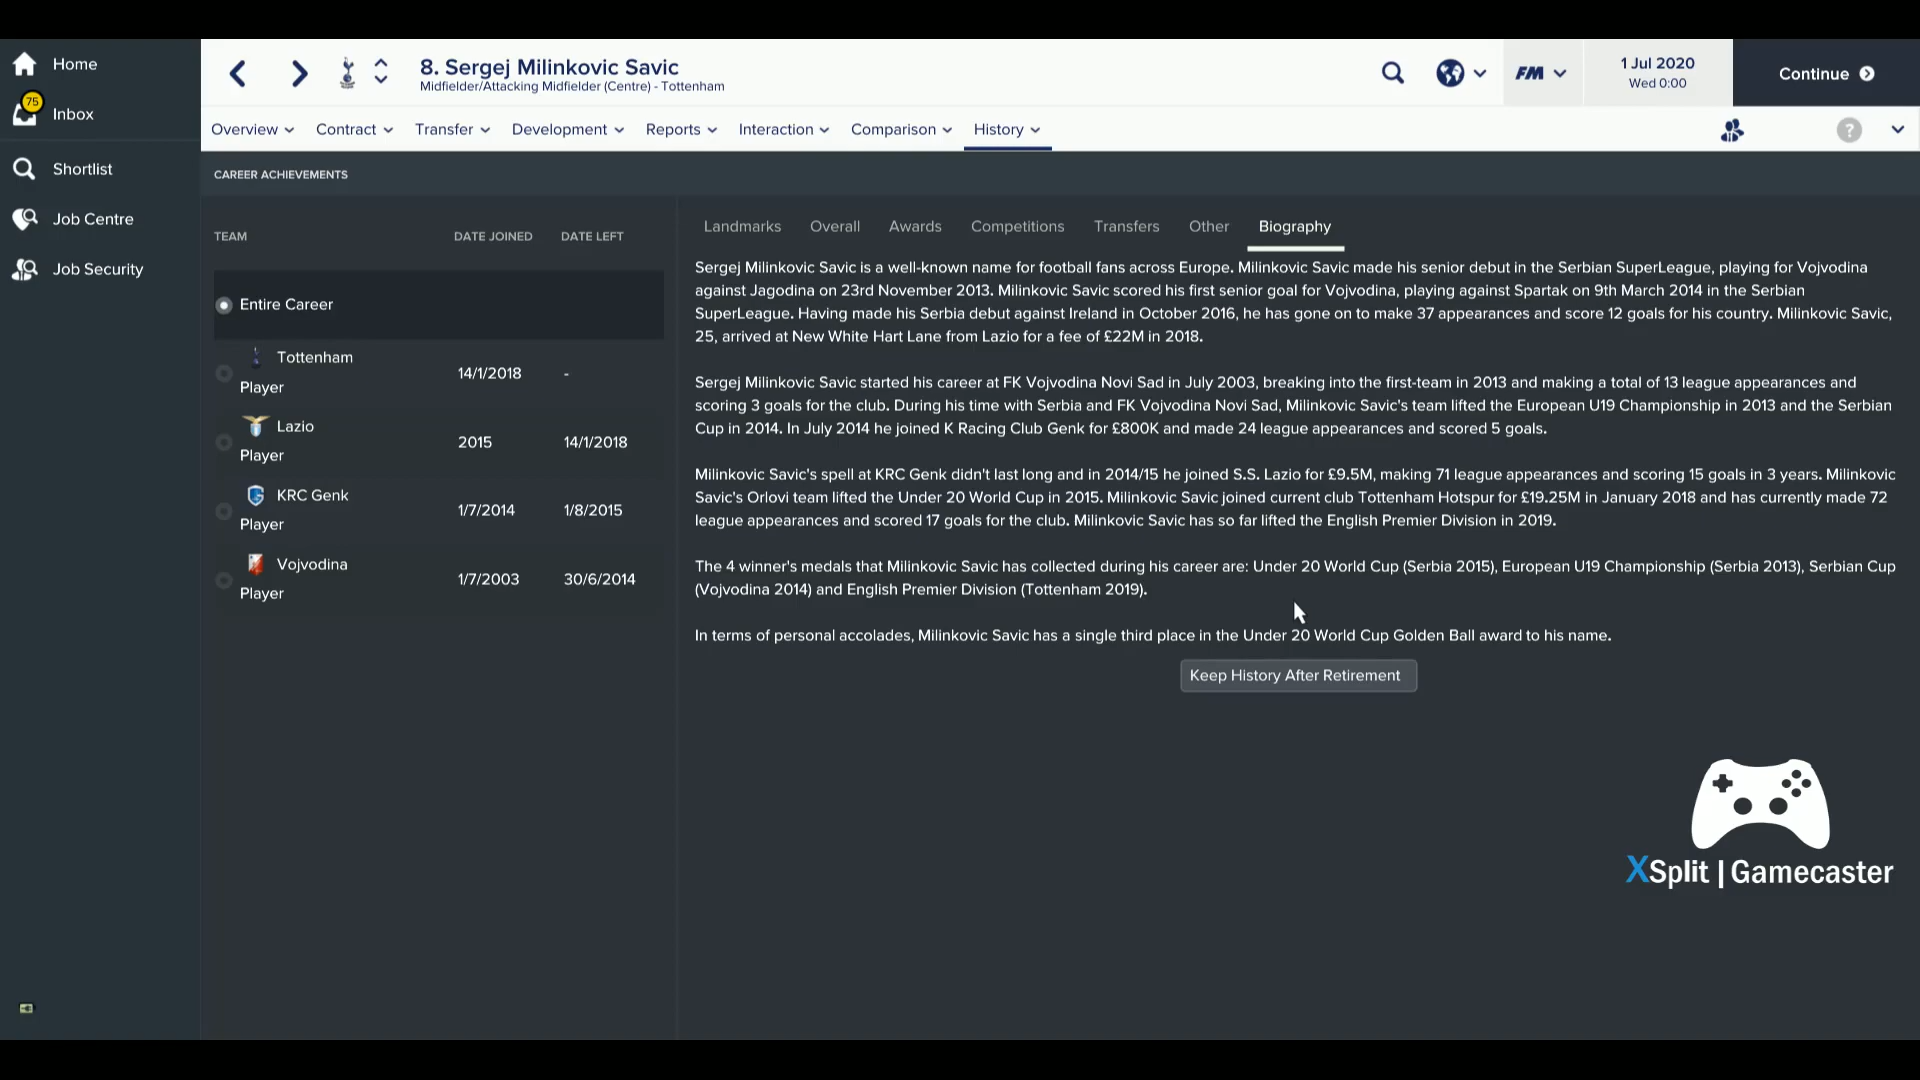 Home
75
Inbox
Shortlist
Job Centre
Job Security
8. Sergej Milinkovic Savic
Midfielder/Attacking Midfielder (Centre) - Tottenham
FM
1 Jul 2020
Wed 0:00
Continue
Overview
Contract
Transfer
Development
Reports
Interaction
Comparison
History
?
CAREER ACHIEVEMENTS
TEAM DATE JOINED DATE LEFT
Entire Career
Tottenham
Player
14/1/2018 -
Lazio
Player
2015 14/1/2018
KRC Genk
Player
1/7/2014 1/8/2015
Vojvodina
Player
1/7/2003 30/6/2014
Landmarks Overall Awards Competitions Transfers Other Biography
Sergej Milinkovic Savic is a well-known name for football fans across Europe. Milinkovic Savic made his senior debut in the Serbian SuperLeague, playing for Vojvodina
against Jagodina on 23rd November 2013. Milinkovic Savic scored his first senior goal for Vojvodina, playing against Spartak on 9th March 2014 in the Serbian
SuperLeague. Having made his Serbia debut against Ireland in October 2016, he has gone on to make 37 appearances and score 12 goals for his country. Milinkovic Savic,
25, arrived at New White Hart Lane from Lazio for a fee of £22M in 2018.
Sergej Milinkovic Savic started his career at FK Vojvodina Novi Sad in July 2003, breaking into the first-team in 2013 and making a total of 13 league appearances and
scoring 3 goals for the club. During his time with Serbia and FK Vojvodina Novi Sad, Milinkovic Savic's team lifted the European U19 Championship in 2013 and the Serbian
Cup in 2014. In July 2014 he joined K Racing Club Genk for £800K and made 24 league appearances and scored 5 goals.
Milinkovic Savic's spell at KRC Genk didn't last long and in 2014/15 he joined S.S. Lazio for £9.5M, making 71 league appearances and scoring 15 goals in 3 years. Milinkovic
Savic's Orlovi team lifted the Under 20 World Cup in 2015. Milinkovic Savic joined current club Tottenham Hotspur for £19.25M in January 2018 and has currently made 72
league appearances and scored 17 goals for the club. Milinkovic Savic has so far lifted the English Premier Division in 2019.
The 4 winner's medals that Milinkovic Savic has collected during his career are: Under 20 World Cup (Serbia 2015), European U19 Championship (Serbia 2013), Serbian Cup
(Vojvodina 2014) and English Premier Division (Tottenham 2019).
In terms of personal accolades, Milinkovic Savic has a single third place in the Under 20 World Cup Golden Ball award to his name.
Keep History After Retirement
XSplit | Gamecaster